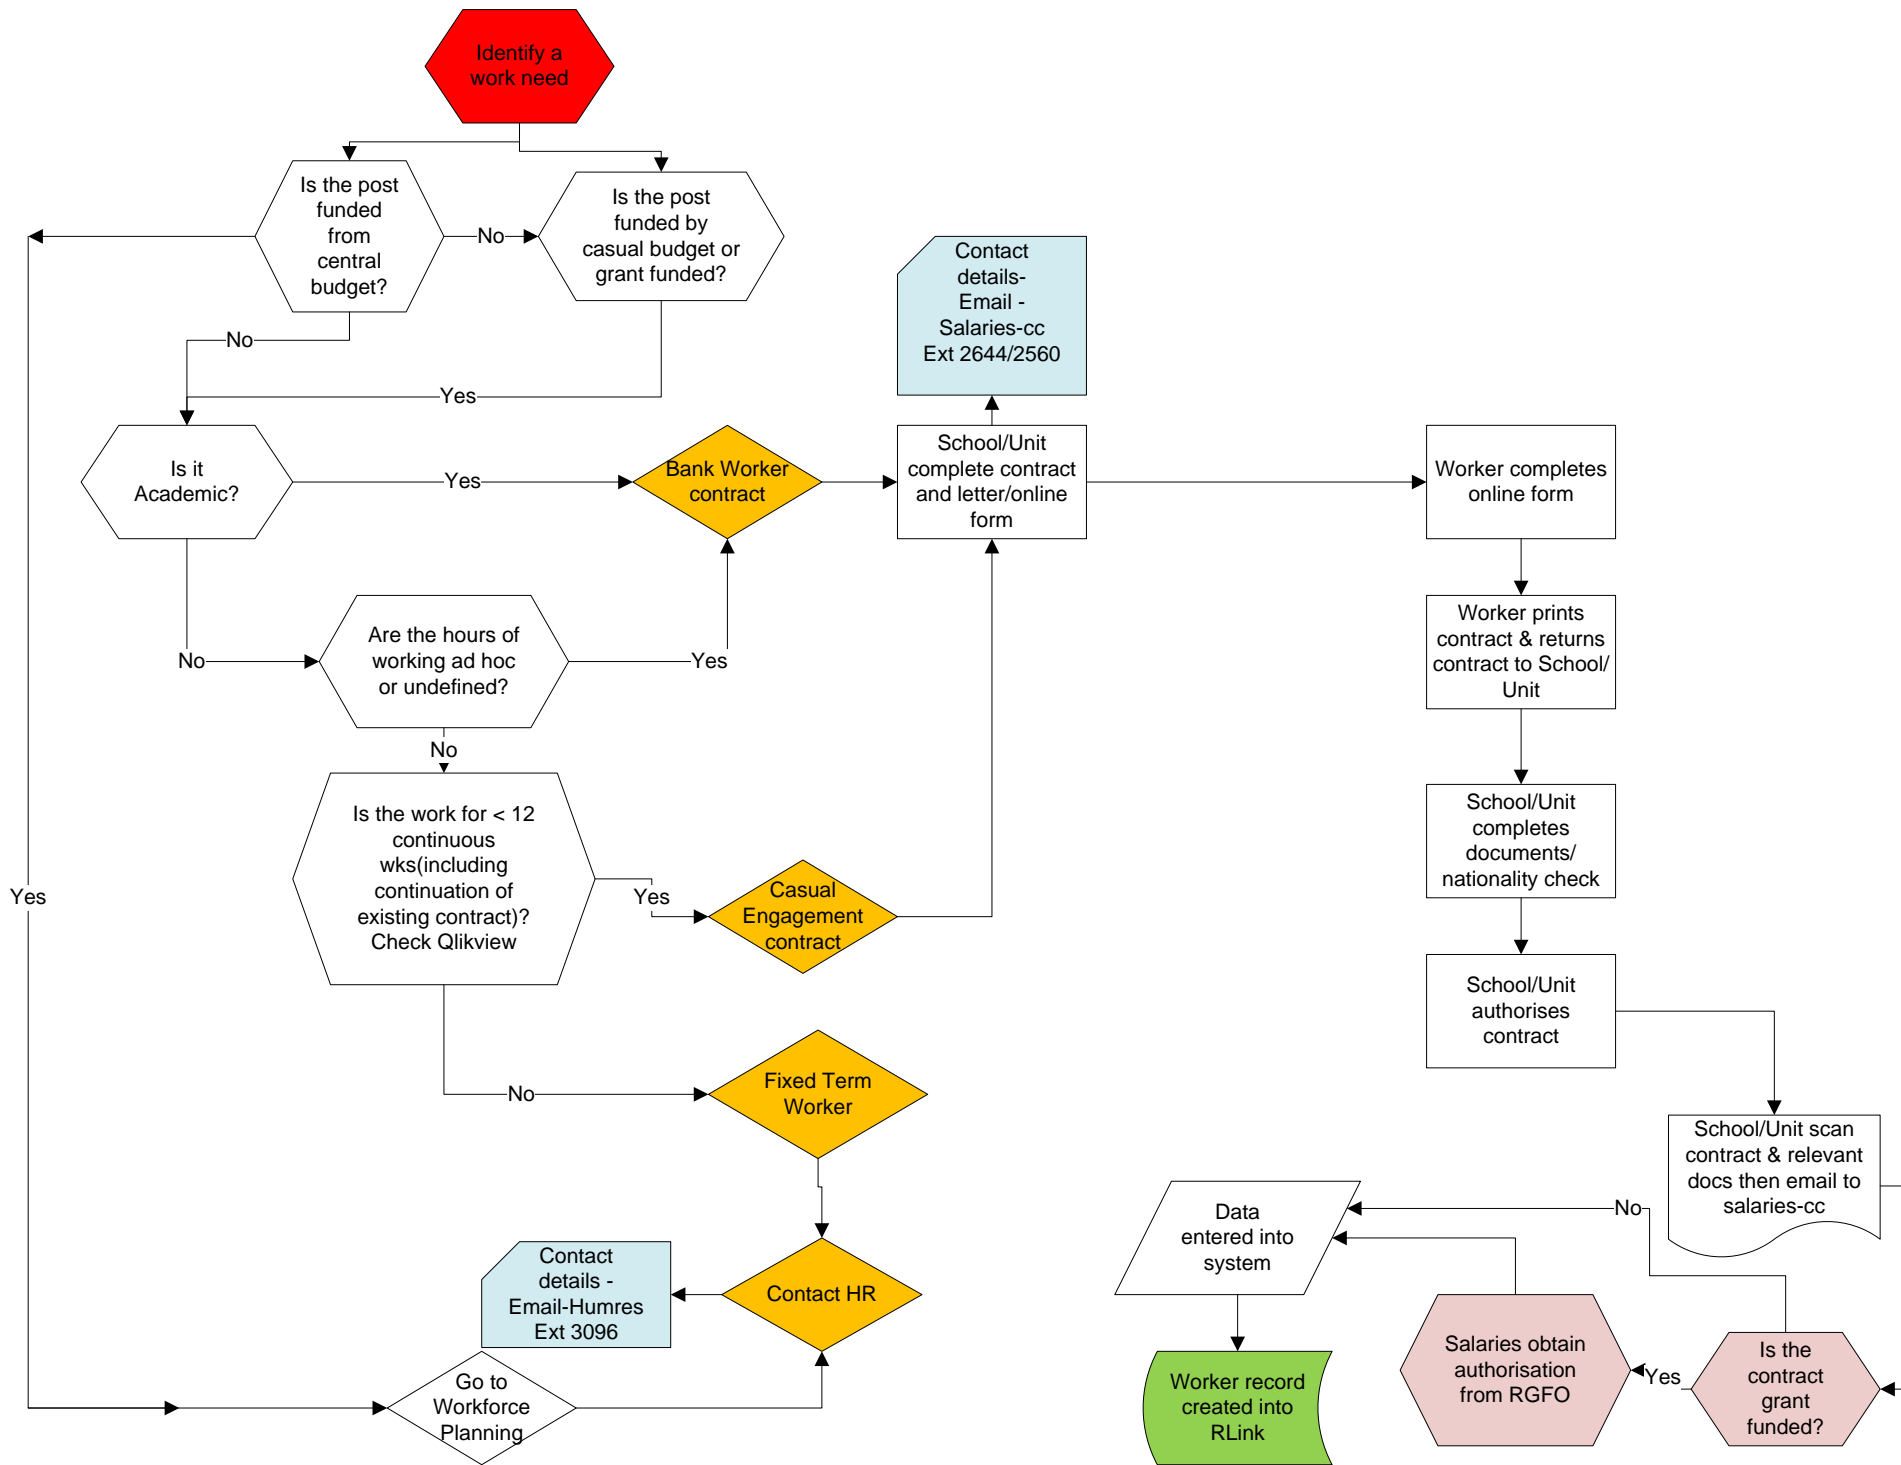 Identify a
work need
Is the post
funded
from
central
budget?
No
Is the post
funded by
casual budget or
grant funded?
No
Yes
Is it
Academic?
Yes
Bank Worker
contract
Contact
details-
Email -
Salaries-cc
Ext 2644/2560
School/Unit
complete contract
and letter/online
form
Worker completes
online form
No
Are the hours of
working ad hoc
or undefined?
Yes
Worker prints
contract & returns
contract to School/
Unit
No
Is the work for < 12
continuous
wks(including
continuation of
existing contract)?
Check Qlikview
Yes
Casual
Engagement
contract
School/Unit
completes
documents/
nationality check
Yes
School/Unit
authorises
contract
No
Fixed Term
Worker
School/Unit scan
contract & relevant
docs then email to
salaries-cc
No
Data
entered into
system
Contact
details -
Email-Humres
Ext 3096
Contact HR
Go to
Workforce
Planning
Worker record
created into
RLink
Salaries obtain
authorisation
from RGFO
Yes
Is the
contract
grant
funded?